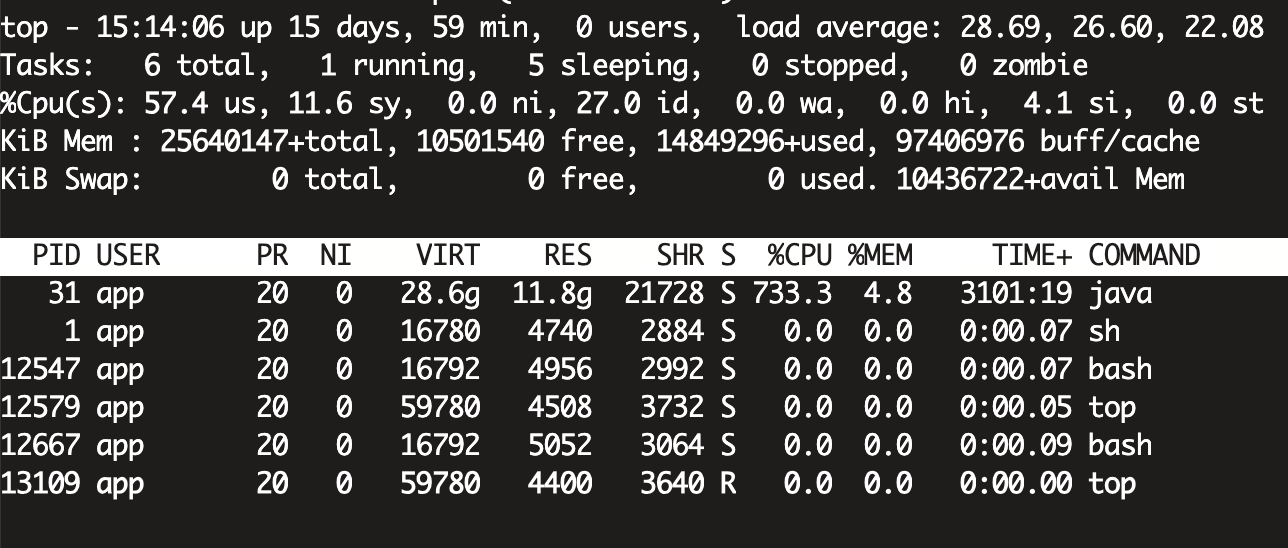 top - 15:14:06 up 15 days, 59 min,  0 users,  load average: 28.69, 26.60, 22.08
Tasks:   6 total,   1 running,   5 sleeping,   0 stopped,   0 zombie
%Cpu(s): 57.4 us, 11.6 sy,  0.0 ni, 27.0 id,  0.0 wa,  0.0 hi,  4.1 si,  0.0 st
KiB Mem : 25640147+total, 10501540 free, 14849296+used, 97406976 buff/cache
KiB Swap:        0 total,        0 free,        0 used. 10436722+avail Mem
  PID USER      PR  NI    VIRT    RES    SHR S  %CPU %MEM     TIME+ COMMAND
   31 app       20   0   28.6g  11.8g  21728 S 733.3  4.8   3101:19 java
    1 app       20   0   16780   4740   2884 S   0.0  0.0   0:00.07 sh
12547 app       20   0   16792   4956   2992 S   0.0  0.0   0:00.07 bash
12579 app       20   0   59780   4508   3732 S   0.0  0.0   0:00.05 top
12667 app       20   0   16792   5052   3064 S   0.0  0.0   0:00.09 bash
13109 app       20   0   59780   4400   3640 R   0.0  0.0   0:00.00 top